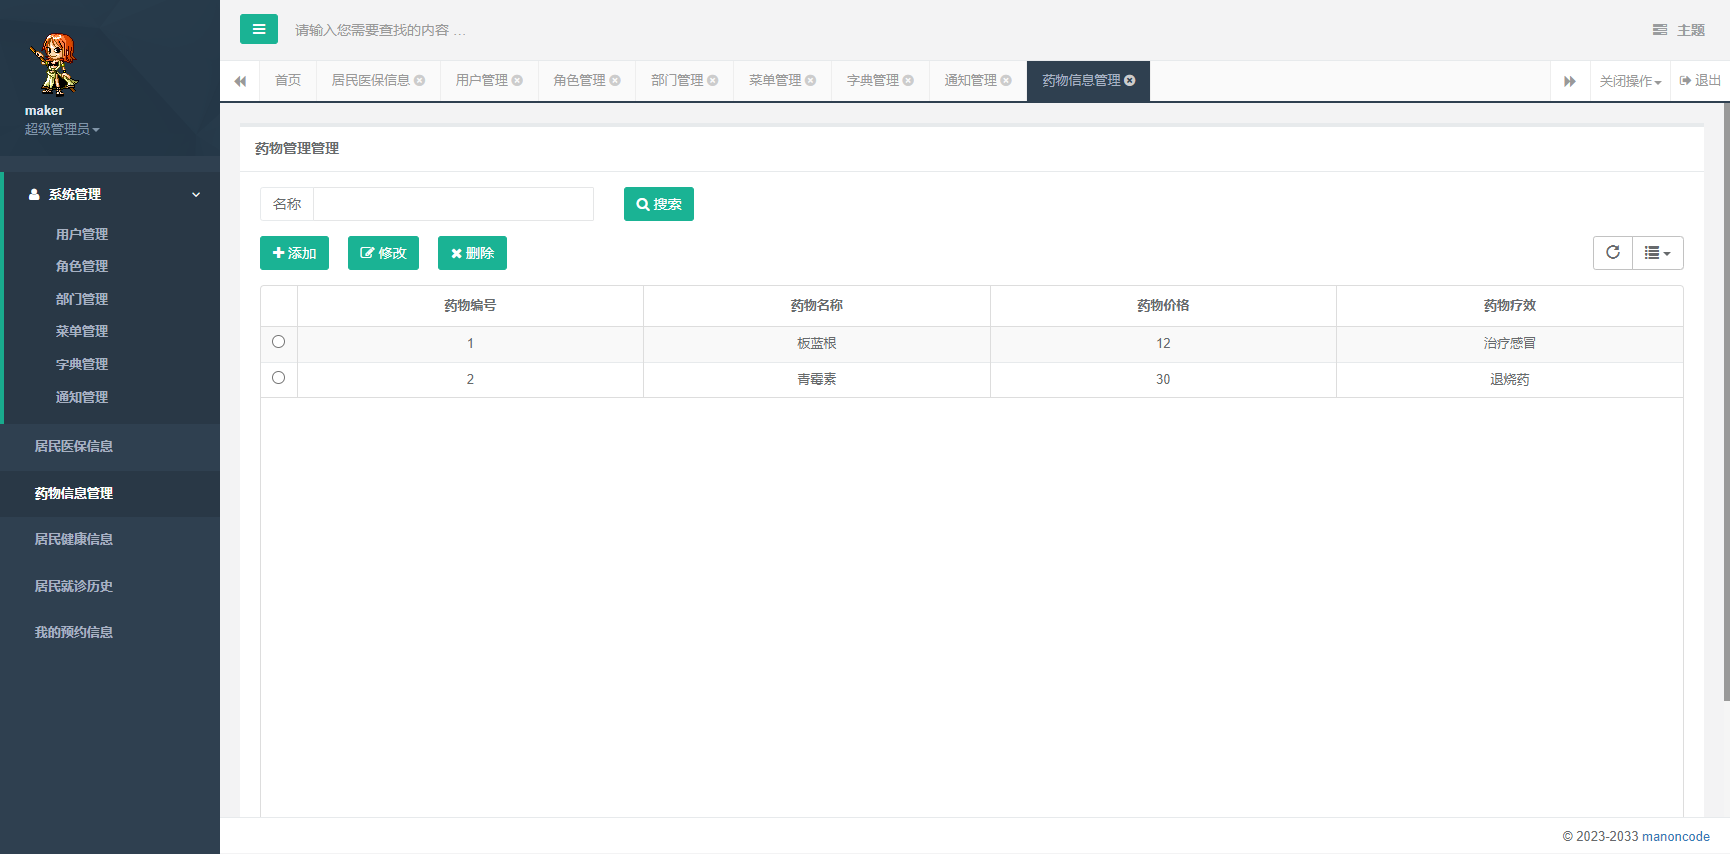 maker
超级管理员
系统管理
用户管理
角色管理
部门管理
菜单管理
字典管理
通知管理
居民医保信息
药物信息管理
居民健康信息
居民就诊历史
我的预约信息
请输入您需要查找的内容 …
主题
首页 居民医保信息 用户管理 角色管理 部门管理 菜单管理 字典管理 通知管理 药物信息管理 关闭操作 退出
药物管理管理
名称 搜索
添加 修改 删除
药物编号 药物名称 药物价格 药物疗效
1 板蓝根 12 治疗感冒
2 青霉素 30 退烧药
© 2023-2033 manoncode